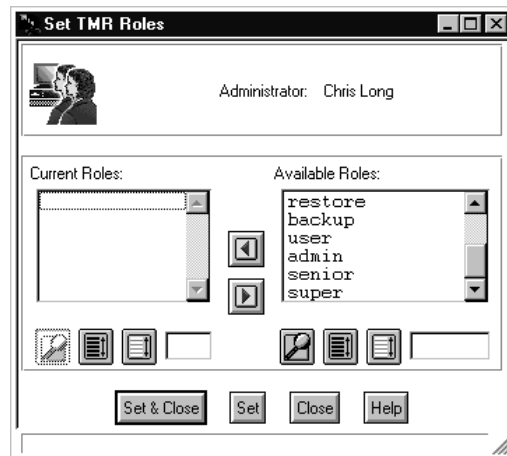 Set TMR Roles
Administrator: Chris Long
Current Roles:
Available Roles:
restore
backup
user
admin
senior
super
Set & Close
Set
Close
Help